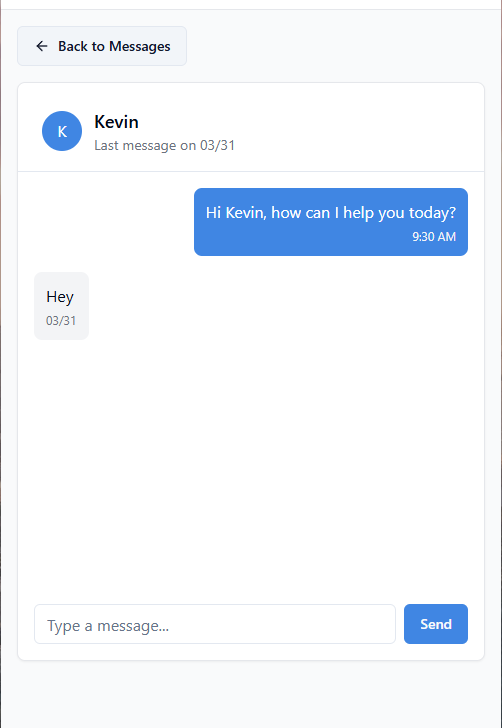 Back to Messages
K
Kevin
Last message on 03/31
Hi Kevin, how can I help you today?
9:30 AM
Hey
03/31
Type a message...
Send